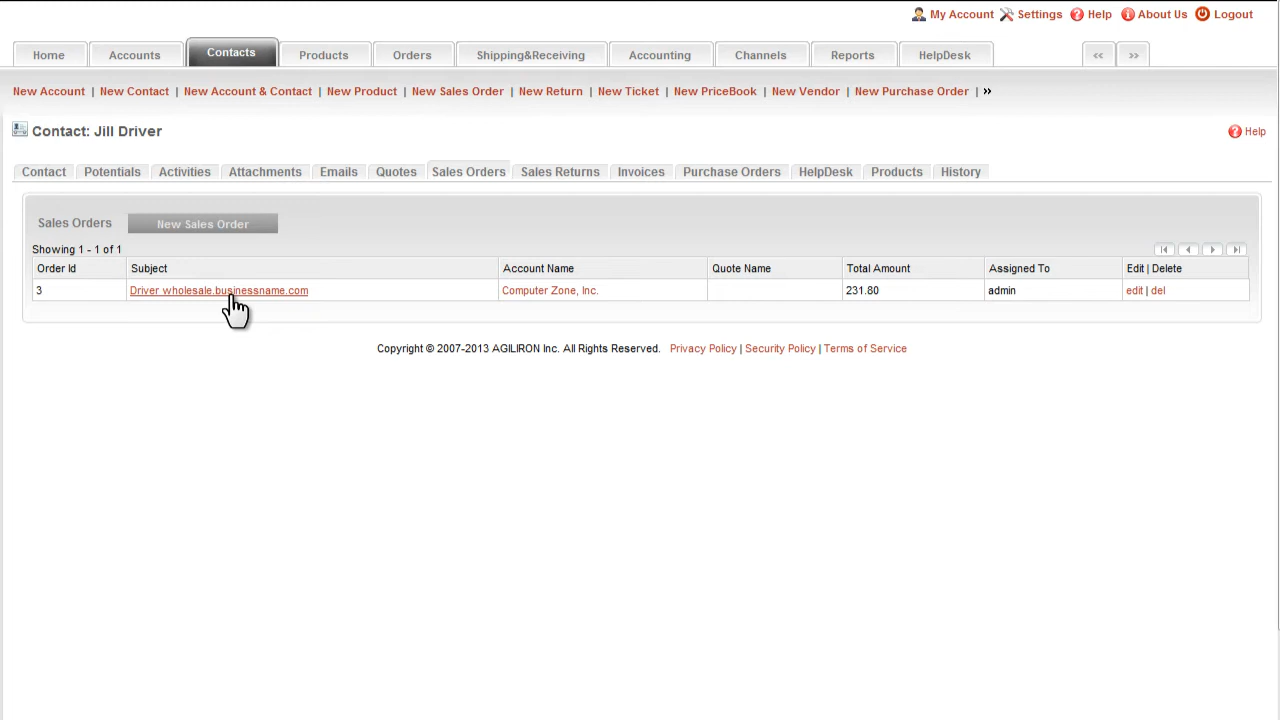 My Account Settings Help About Us Logout
Home Accounts Contacts Products Orders Shipping&Receiving Accounting Channels Reports HelpDesk << >>
New Account | New Contact | New Account & Contact | New Product | New Sales Order | New Return | New Ticket | New PriceBook | New Vendor | New Purchase Order | »
Contact: Jill Driver Help
Contact Potentials Activities Attachments Emails Quotes Sales Orders Sales Returns Invoices Purchase Orders HelpDesk Products History
Sales Orders New Sales Order
Showing 1 - 1 of 1
Order Id Subject Account Name Quote Name Total Amount Assigned To Edit | Delete
3 Driver wholesale.businessname.com Computer Zone, Inc. 231.80 admin edit | del
Copyright © 2007-2013 AGILIRON Inc. All Rights Reserved. Privacy Policy | Security Policy | Terms of Service